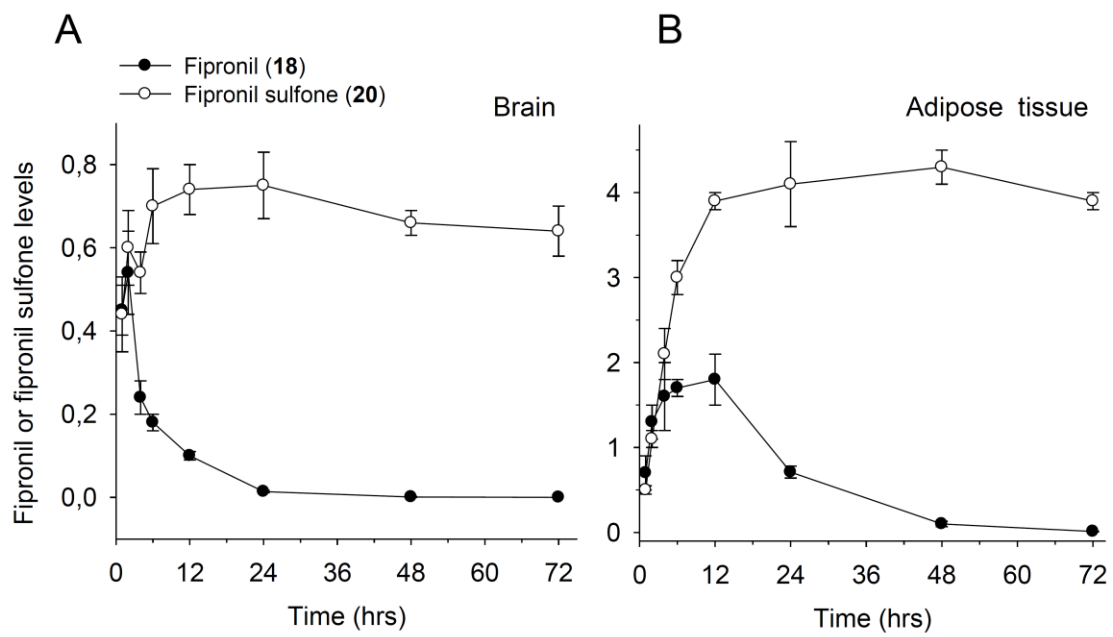 A
Fipronil (18)
Fipronil sulfone (20)
Brain
Fipronil or fipronil sulfone levels
0,8
0,6
0,4
0,2
0,0
0 12 24 36 48 60 72
Time (hrs)
B
Adipose tissue
4
3
2
1
0
0 12 24 36 48 60 72
Time (hrs)